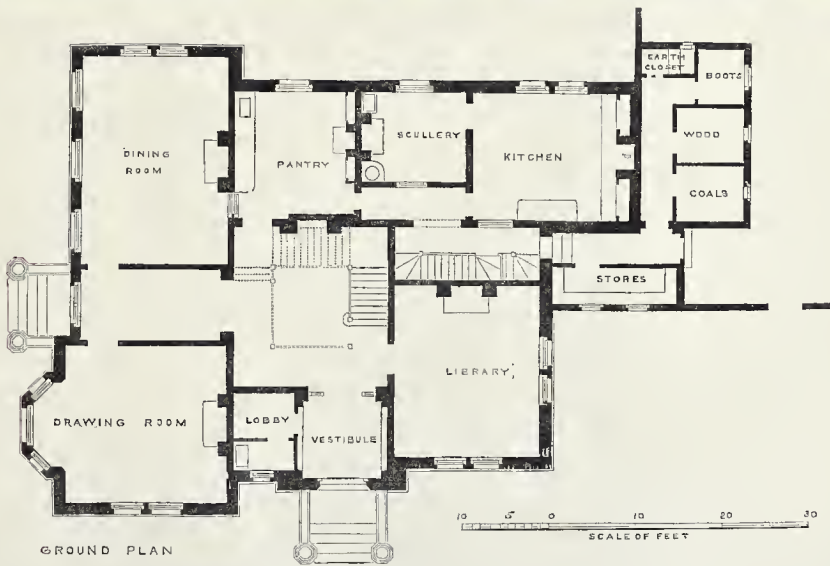 EARTH
CLOSET
BOOTS
DINING
ROOM
PANTRY
SCULLERY
KITCHEN
WOOD
COALS
STORES
LIBRARY
DRAWING ROOM
LOBBY
VESTIBULE
10 5 0 10 20 30
SCALE OF FEET
GROUND PLAN